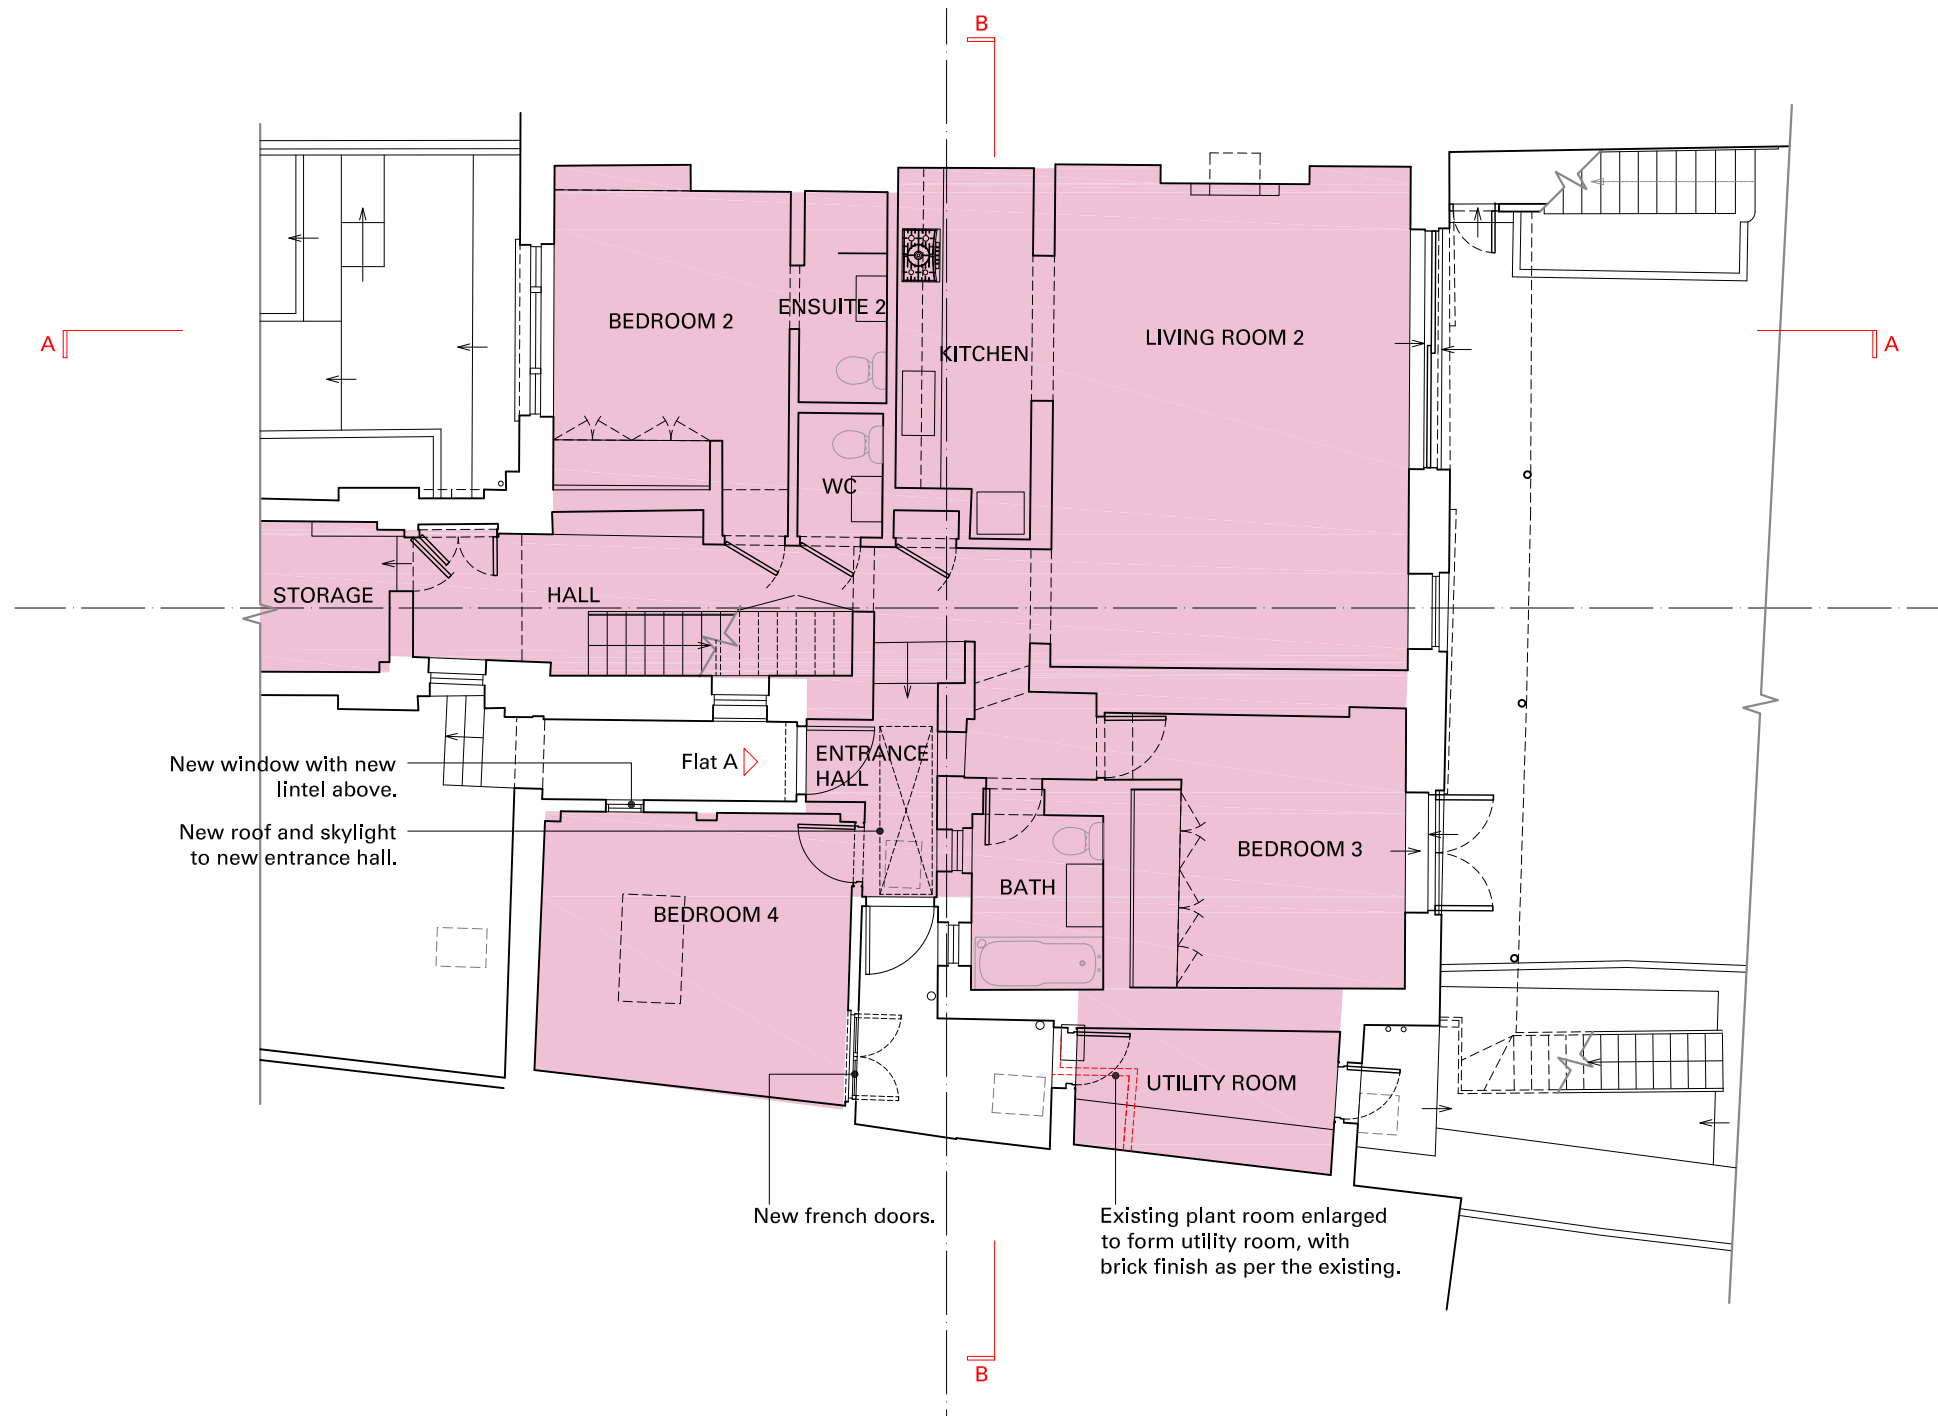 B
BEDROOM 2
ENSUITE 2
KITCHEN
LIVING ROOM 2
A
A
WC
STORAGE
HALL
Flat A
ENTRANCE
HALL
New window with new
lintel above.
New roof and skylight
to new entrance hall.
BEDROOM 3
BATH
BEDROOM 4
UTILITY ROOM
New french doors.
Existing plant room enlarged
to form utility room, with
brick finish as per the existing.
B